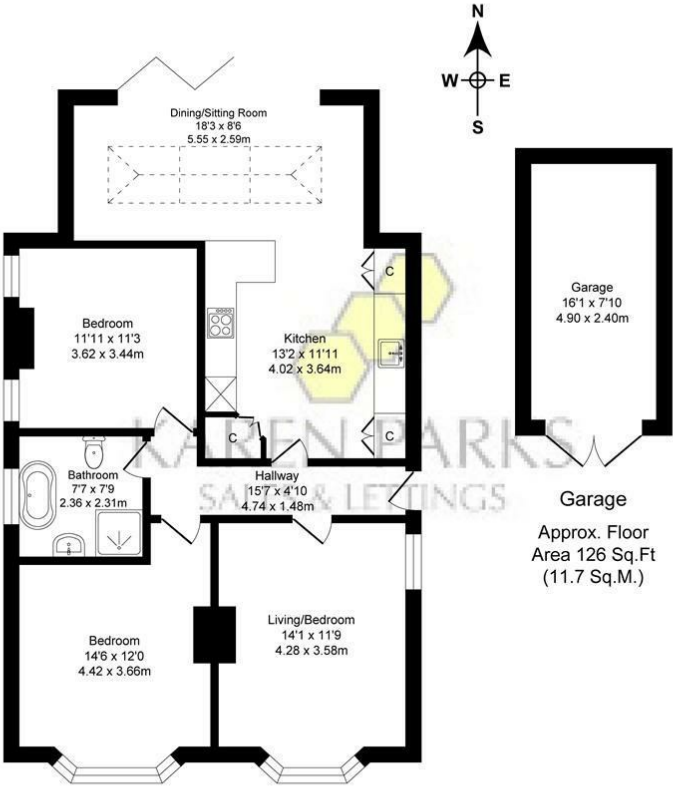 N
W E
S
Dining/Sitting Room
18'3 x 8'6
5.55 x 2.59m
C
Garage
16'1 x 7'10
4.90 x 2.40m
Bedroom
11'11 x 11'3
3.62 x 3.44m
Kitchen
13'2 x 11'11
4.02 x 3.64m
C
C
KAREN PARKS
SALES & LETTINGS
Bathroom
7'7 x 7'9
2.36 x 2.31m
Hallway
15'7 x 4'10
4.74 x 1.48m
Garage
Approx. Floor
Area 126 Sq.Ft
(11.7 Sq.M.)
Bedroom
14'6 x 12'0
4.42 x 3.66m
Living/Bedroom
14'1 x 11'9
4.28 x 3.58m